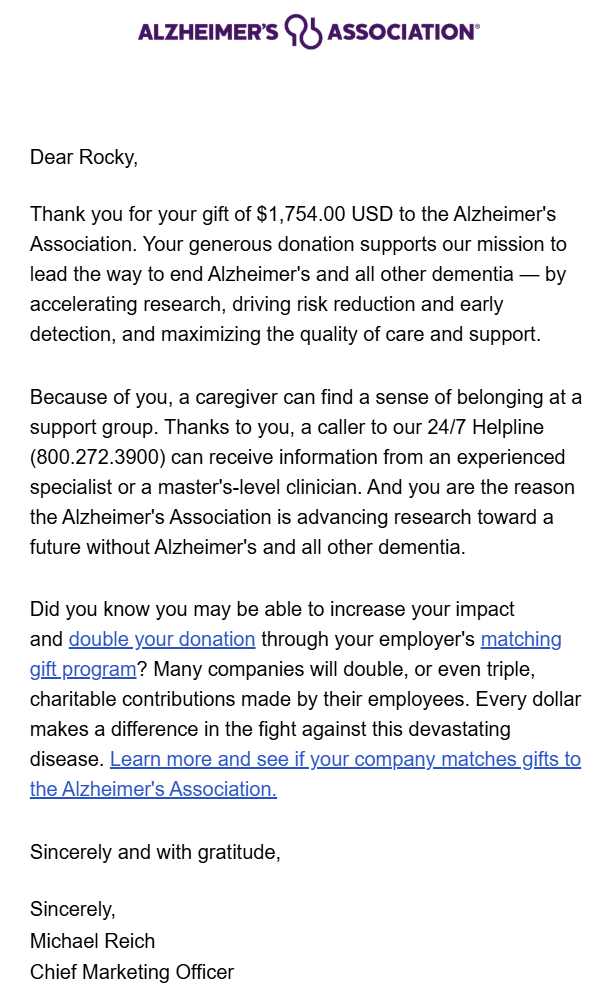 ALZHEIMER'S ASSOCIATION®
Dear Rocky,
Thank you for your gift of $1,754.00 USD to the Alzheimer's
Association. Your generous donation supports our mission to
lead the way to end Alzheimer's and all other dementia — by
accelerating research, driving risk reduction and early
detection, and maximizing the quality of care and support.
Because of you, a caregiver can find a sense of belonging at a
support group. Thanks to you, a caller to our 24/7 Helpline
(800.272.3900) can receive information from an experienced
specialist or a master's-level clinician. And you are the reason
the Alzheimer's Association is advancing research toward a
future without Alzheimer's and all other dementia.
Did you know you may be able to increase your impact
and double your donation through your employer's matching
gift program? Many companies will double, or even triple,
charitable contributions made by their employees. Every dollar
makes a difference in the fight against this devastating
disease. Learn more and see if your company matches gifts to
the Alzheimer's Association.
Sincerely and with gratitude,
Sincerely,
Michael Reich
Chief Marketing Officer